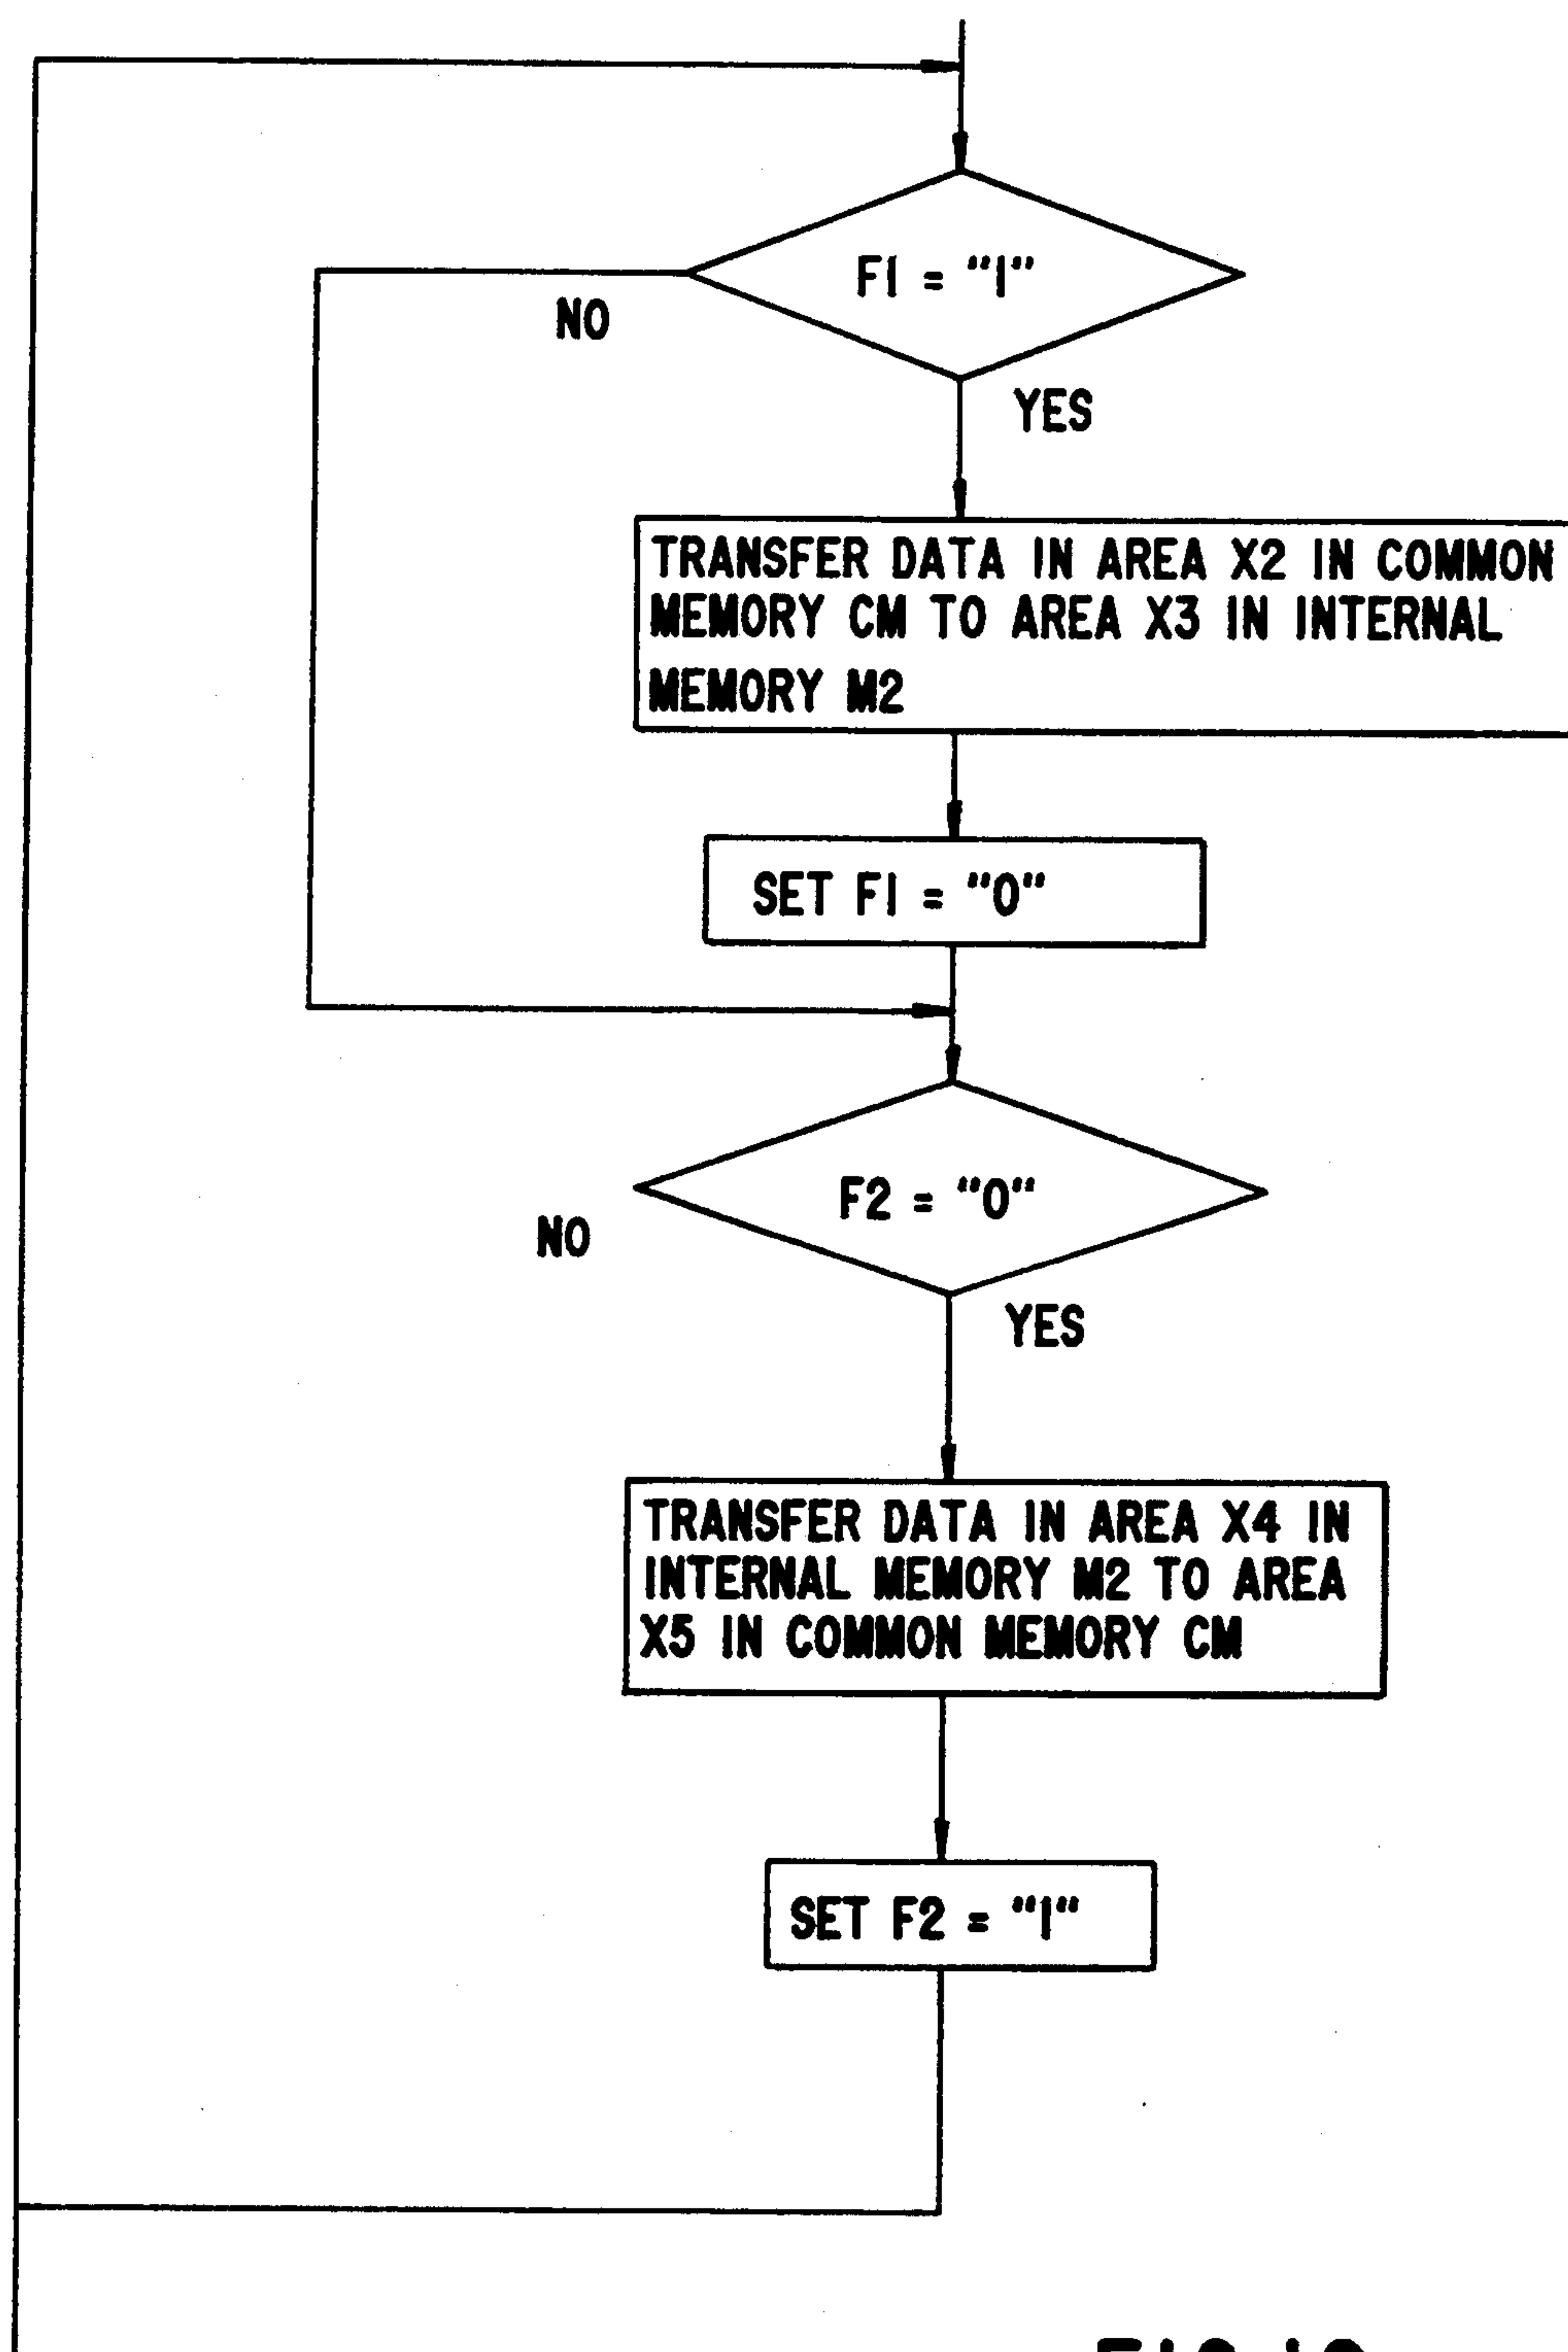 F1 = "1"
NO
YES
TRANSFER DATA IN AREA X2 IN COMMON
MEMORY CM TO AREA X3 IN INTERNAL
MEMORY M2
SET F1 = "0"
F2 = "0"
NO
YES
TRANSFER DATA IN AREA X4 IN
INTERNAL MEMORY M2 TO AREA
X5 IN COMMON MEMORY CM
SET F2 = "1"